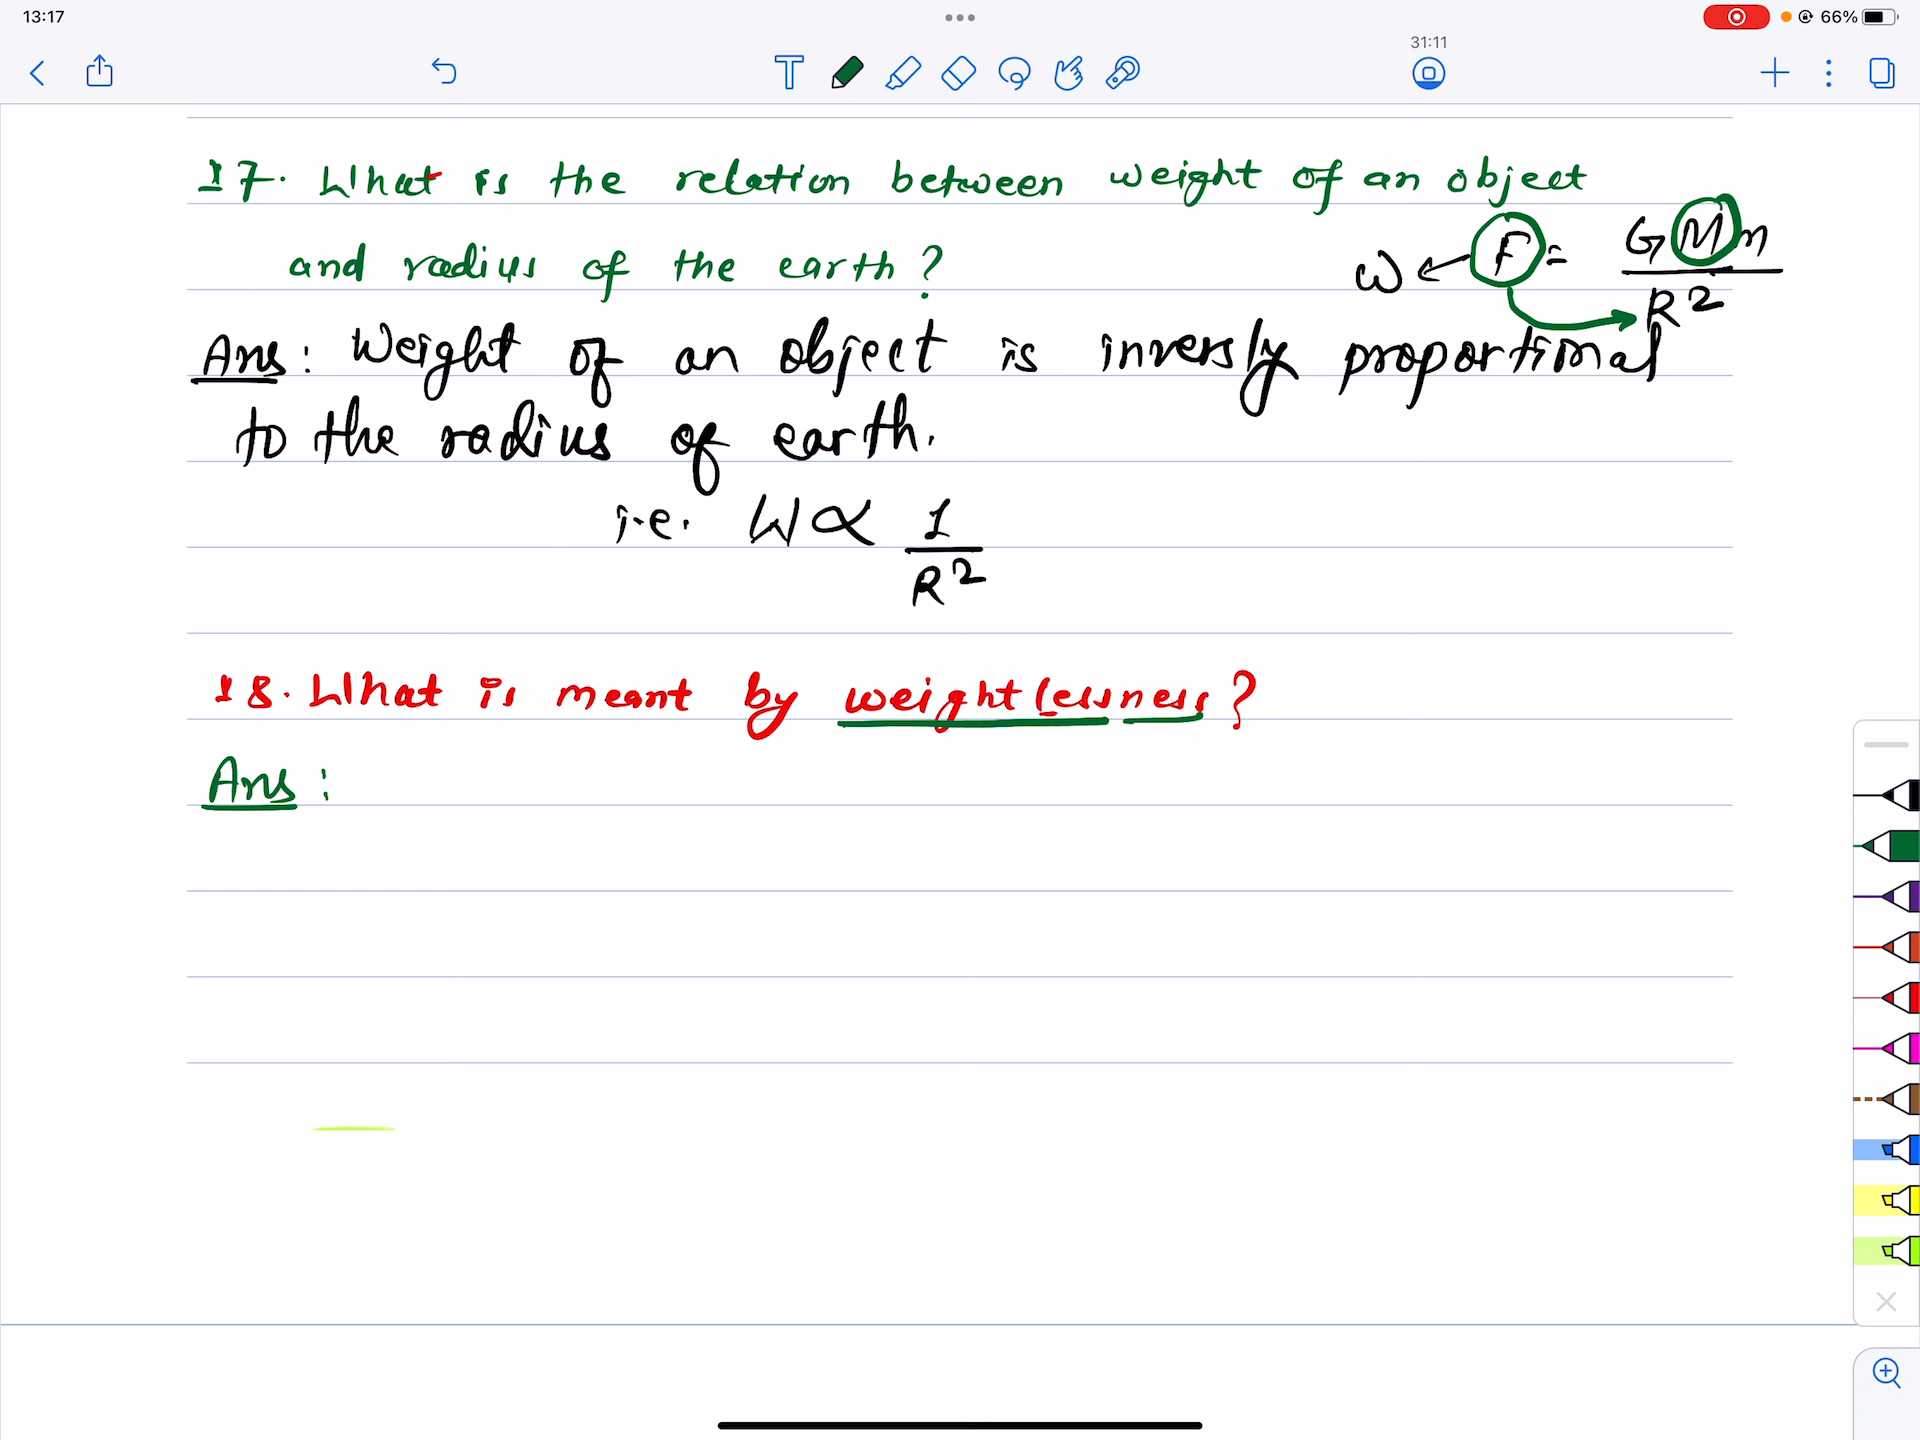 13:17
66%
31:11
17. What is the relation between weight of an object
and radius of the earth?
W ← F = GMm / R²
Ans: Weight of an object is inversly proportional
to the radius of earth.
i.e. W ∝ 1 / R²
18. What is meant by weightlessness?
Ans: